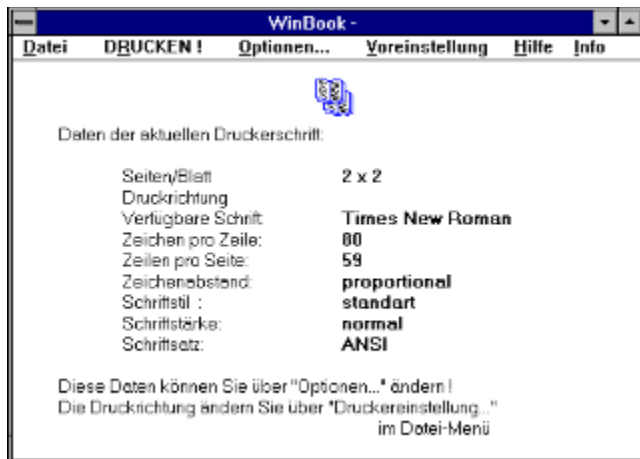 WinBook -
Datei DRUCKEN ! Optionen... Voreinstellung Hilfe Info
Daten der aktuellen Druckerschrift:
Seiten/Blatt 2 x 2
Druckrichtung
Verfügbare Schrift: Times New Roman
Zeichen pro Zeile: 80
Zeilen pro Seite: 59
Zeichenabstand: proportional
Schriftstil : standart
Schriftstärke: normal
Schriftsatz: ANSI
Diese Daten können Sie über "Optionen..." ändern !
Die Druckrichtung ändern Sie über "Druckereinstellung..."
im Datei-Menü